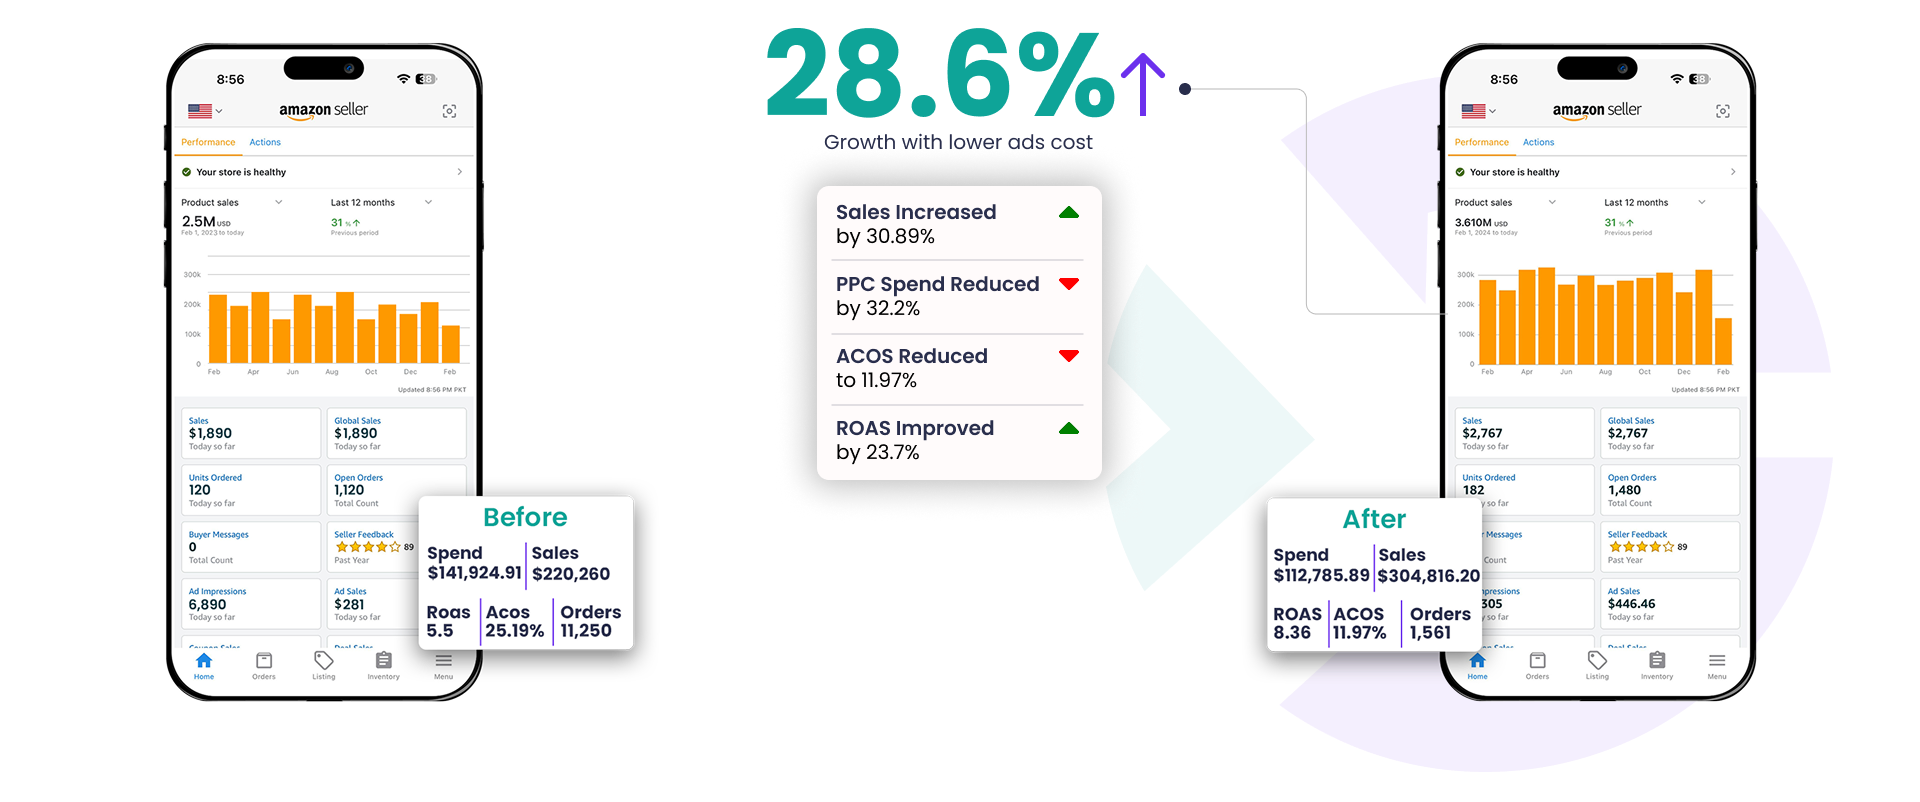 8:56
38
amazon seller
Performance Actions
Your store is healthy
Product sales Last 12 months
2.5M USD 31 % ↑
Feb 1, 2023 to today Previous period
300k
200k
100k
0
Feb Apr Jun Aug Oct Dec Feb
Updated 8:56 PM PKT
Sales Global Sales
$1,890 $1,890
Today so far Today so far
Units Ordered Open Orders
120 1,120
Today so far Total Count
Buyer Messages Seller Feedback
0 89
Total Count Past Year
Ad Impressions Ad Sales
6,890 $281
Today so far Today so far
Coupon Sales Deal Sales
Home Orders Listing Inventory Menu
Before
Spend Sales
$141,924.91 $220,260
Roas Acos Orders
5.5 25.19% 11,250
28.6%↑
Growth with lower ads cost
Sales Increased
by 30.89%
PPC Spend Reduced
by 32.2%
ACOS Reduced
to 11.97%
ROAS Improved
by 23.7%
8:56
38
amazon seller
Performance Actions
Your store is healthy
Product sales Last 12 months
3.610M USD 31 % ↑
Feb 1, 2024 to today Previous period
300k
200k
100k
0
Feb Apr Jun Aug Oct Dec Feb
Updated 8:56 PM PKT
Sales Global Sales
$2,767 $2,767
Today so far Today so far
Units Ordered Open Orders
182 1,480
y so far Total Count
r Messages Seller Feedback
89
Count Past Year
npressions Ad Sales
305 $446.46
y so far Today so far
on Sales Deal Sales
Home Orders Listing Inventory Menu
After
Spend Sales
$112,785.89 $304,816.20
ROAS ACOS Orders
8.36 11.97% 1,561